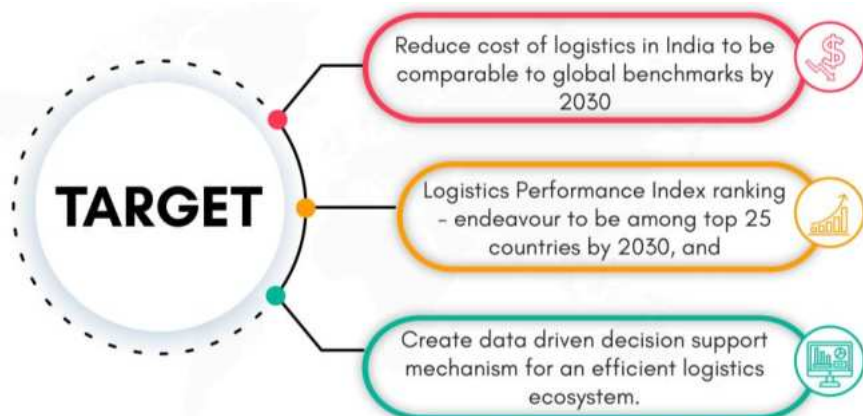 TARGET
Reduce cost of logistics in India to be
comparable to global benchmarks by
2030
Logistics Performance Index ranking
- endeavour to be among top 25
countries by 2030, and
Create data driven decision support
mechanism for an efficient logistics
ecosystem.